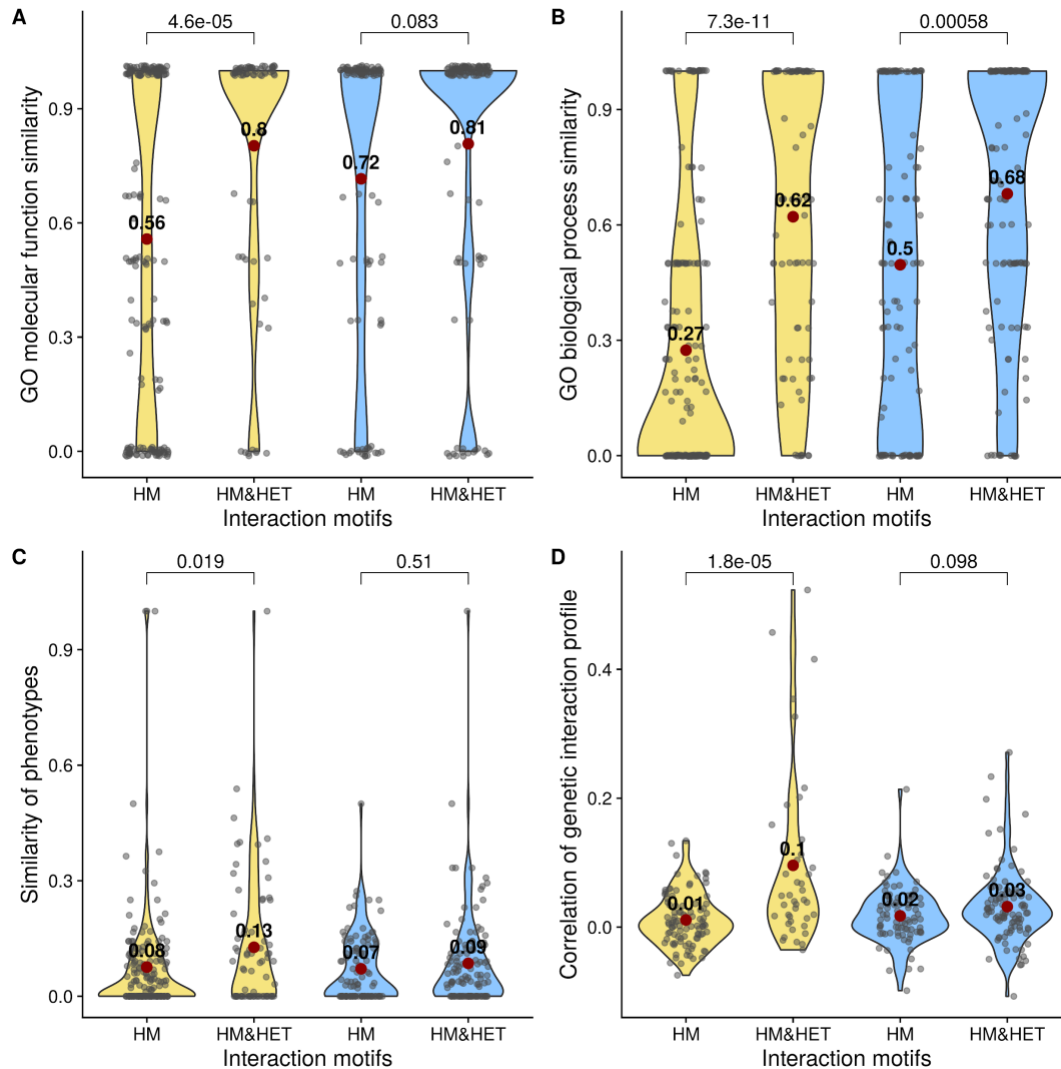 A
4.6e-05
0.083
GO molecular function similarity
0.9
0.6
0.3
0.0
0.56
0.8
0.72
0.81
HM
HM&HET
HM
HM&HET
Interaction motifs
B
7.3e-11
0.00058
GO biological process similarity
0.9
0.6
0.3
0.0
0.27
0.62
0.5
0.68
HM
HM&HET
HM
HM&HET
Interaction motifs
C
0.019
0.51
Similarity of phenotypes
0.9
0.6
0.3
0.0
0.08
0.13
0.07
0.09
HM
HM&HET
HM
HM&HET
Interaction motifs
D
1.8e-05
0.098
Correlation of genetic interaction profile
0.4
0.2
0.0
0.01
0.1
0.02
0.03
HM
HM&HET
HM
HM&HET
Interaction motifs